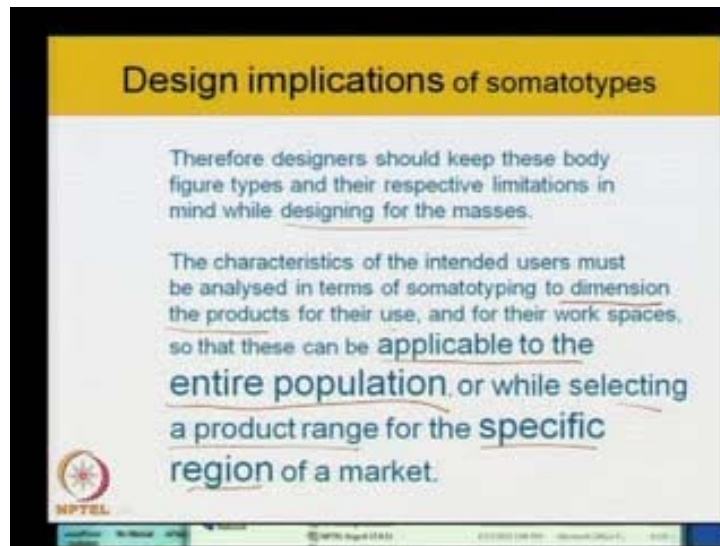 Design implications of somatotypes
Therefore designers should keep these body
figure types and their respective limitations in
mind while designing for the masses.
The characteristics of the intended users must
be analysed in terms of somatotyping to dimension
the products for their use, and for their work spaces,
so that these can be applicable to the
entire population, or while selecting
a product range for the specific
region of a market.
NPTEL